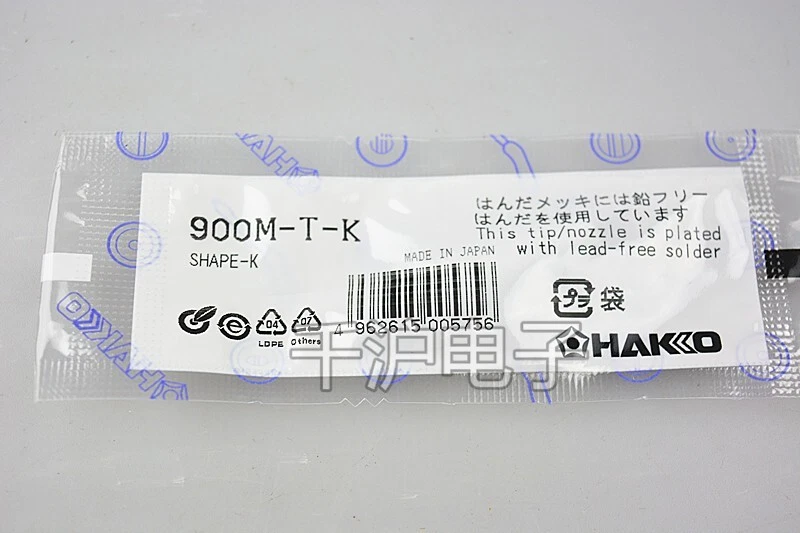 900M-T-K
SHAPE-K
はんだメッキには鉛フリー
はんだを使用しています
This tip/nozzle is plated
with lead-free solder
MADE IN JAPAN
4 962615 005756
プラ 袋
04 07
LDPE Others
HAKKO
千沪电子
HAKKO
HAKKO